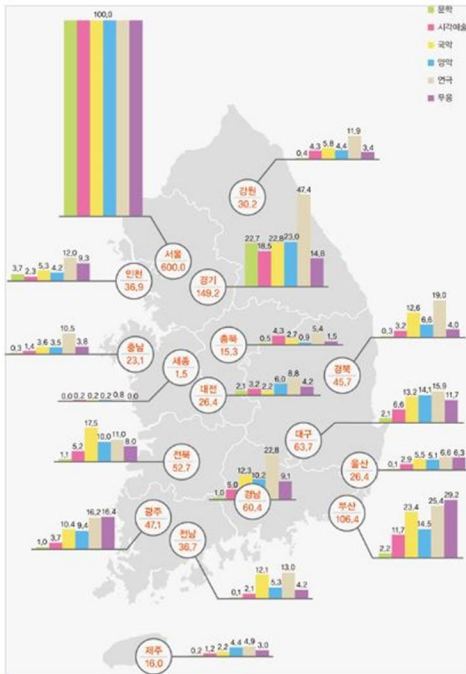 문학
시각예술
국악
양악
연극
무용
100.0
서울
600.0
0.4 4.3 5.8 4.4 11.9 3.4
강원
30.2
22.7 18.5 22.8 23.0 47.4 14.8
경기
149.2
3.7 2.3 5.3 4.2 12.0 9.3
인천
36.9
0.3 1.4 3.6 3.5 10.5 3.8
충남
23.1
0.5 4.3 2.7 0.9 5.4 1.5
충북
15.3
0.3 3.2 12.6 6.6 19.0 4.0
경북
45.7
0.0 0.2 0.2 0.2 0.8 0.0
세종
1.5
2.1 3.2 2.2 6.0 8.8 4.2
대전
26.4
2.1 6.6 13.2 14.1 15.9 11.7
대구
63.7
1.1 5.2 17.5 10.0 11.0 8.0
전북
52.7
1.0 5.0 12.3 10.2 22.8 9.1
경남
60.4
0.1 2.9 5.5 5.1 6.6 6.3
울산
26.4
1.0 3.7 10.4 9.4 16.2 16.4
광주
47.1
2.2 11.7 23.4 14.5 25.4 29.2
부산
106.4
0.1 2.1 12.1 5.3 13.0 4.2
전남
36.7
0.2 1.2 2.2 4.4 4.9 3.0
제주
16.0